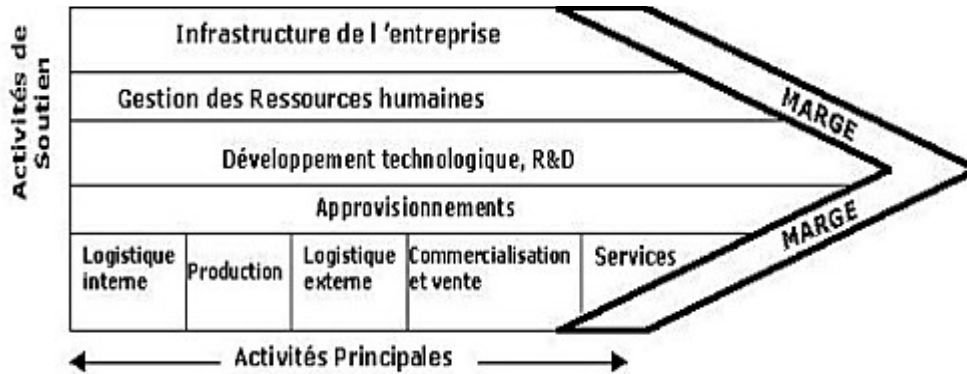 Activités de
Soutien
Infrastructure de l 'entreprise
Gestion des Ressources humaines
Développement technologique, R&D
Approvisionnements
Logistique
interne
Production
Logistique
externe
Commercialisation
et vente
Services
MARGE
MARGE
Activités Principales